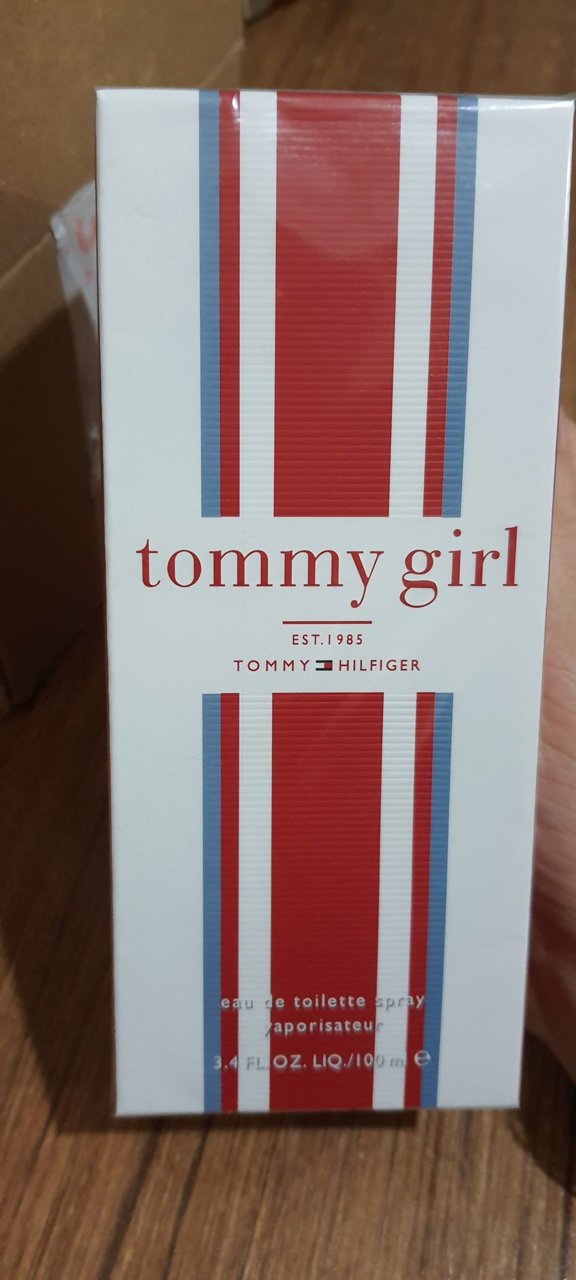 tommy girl
EST.1985
TOMMY HILFIGER
eau de toilette spray
vaporisateur
3,4 FL.OZ. LIQ./100 ml e